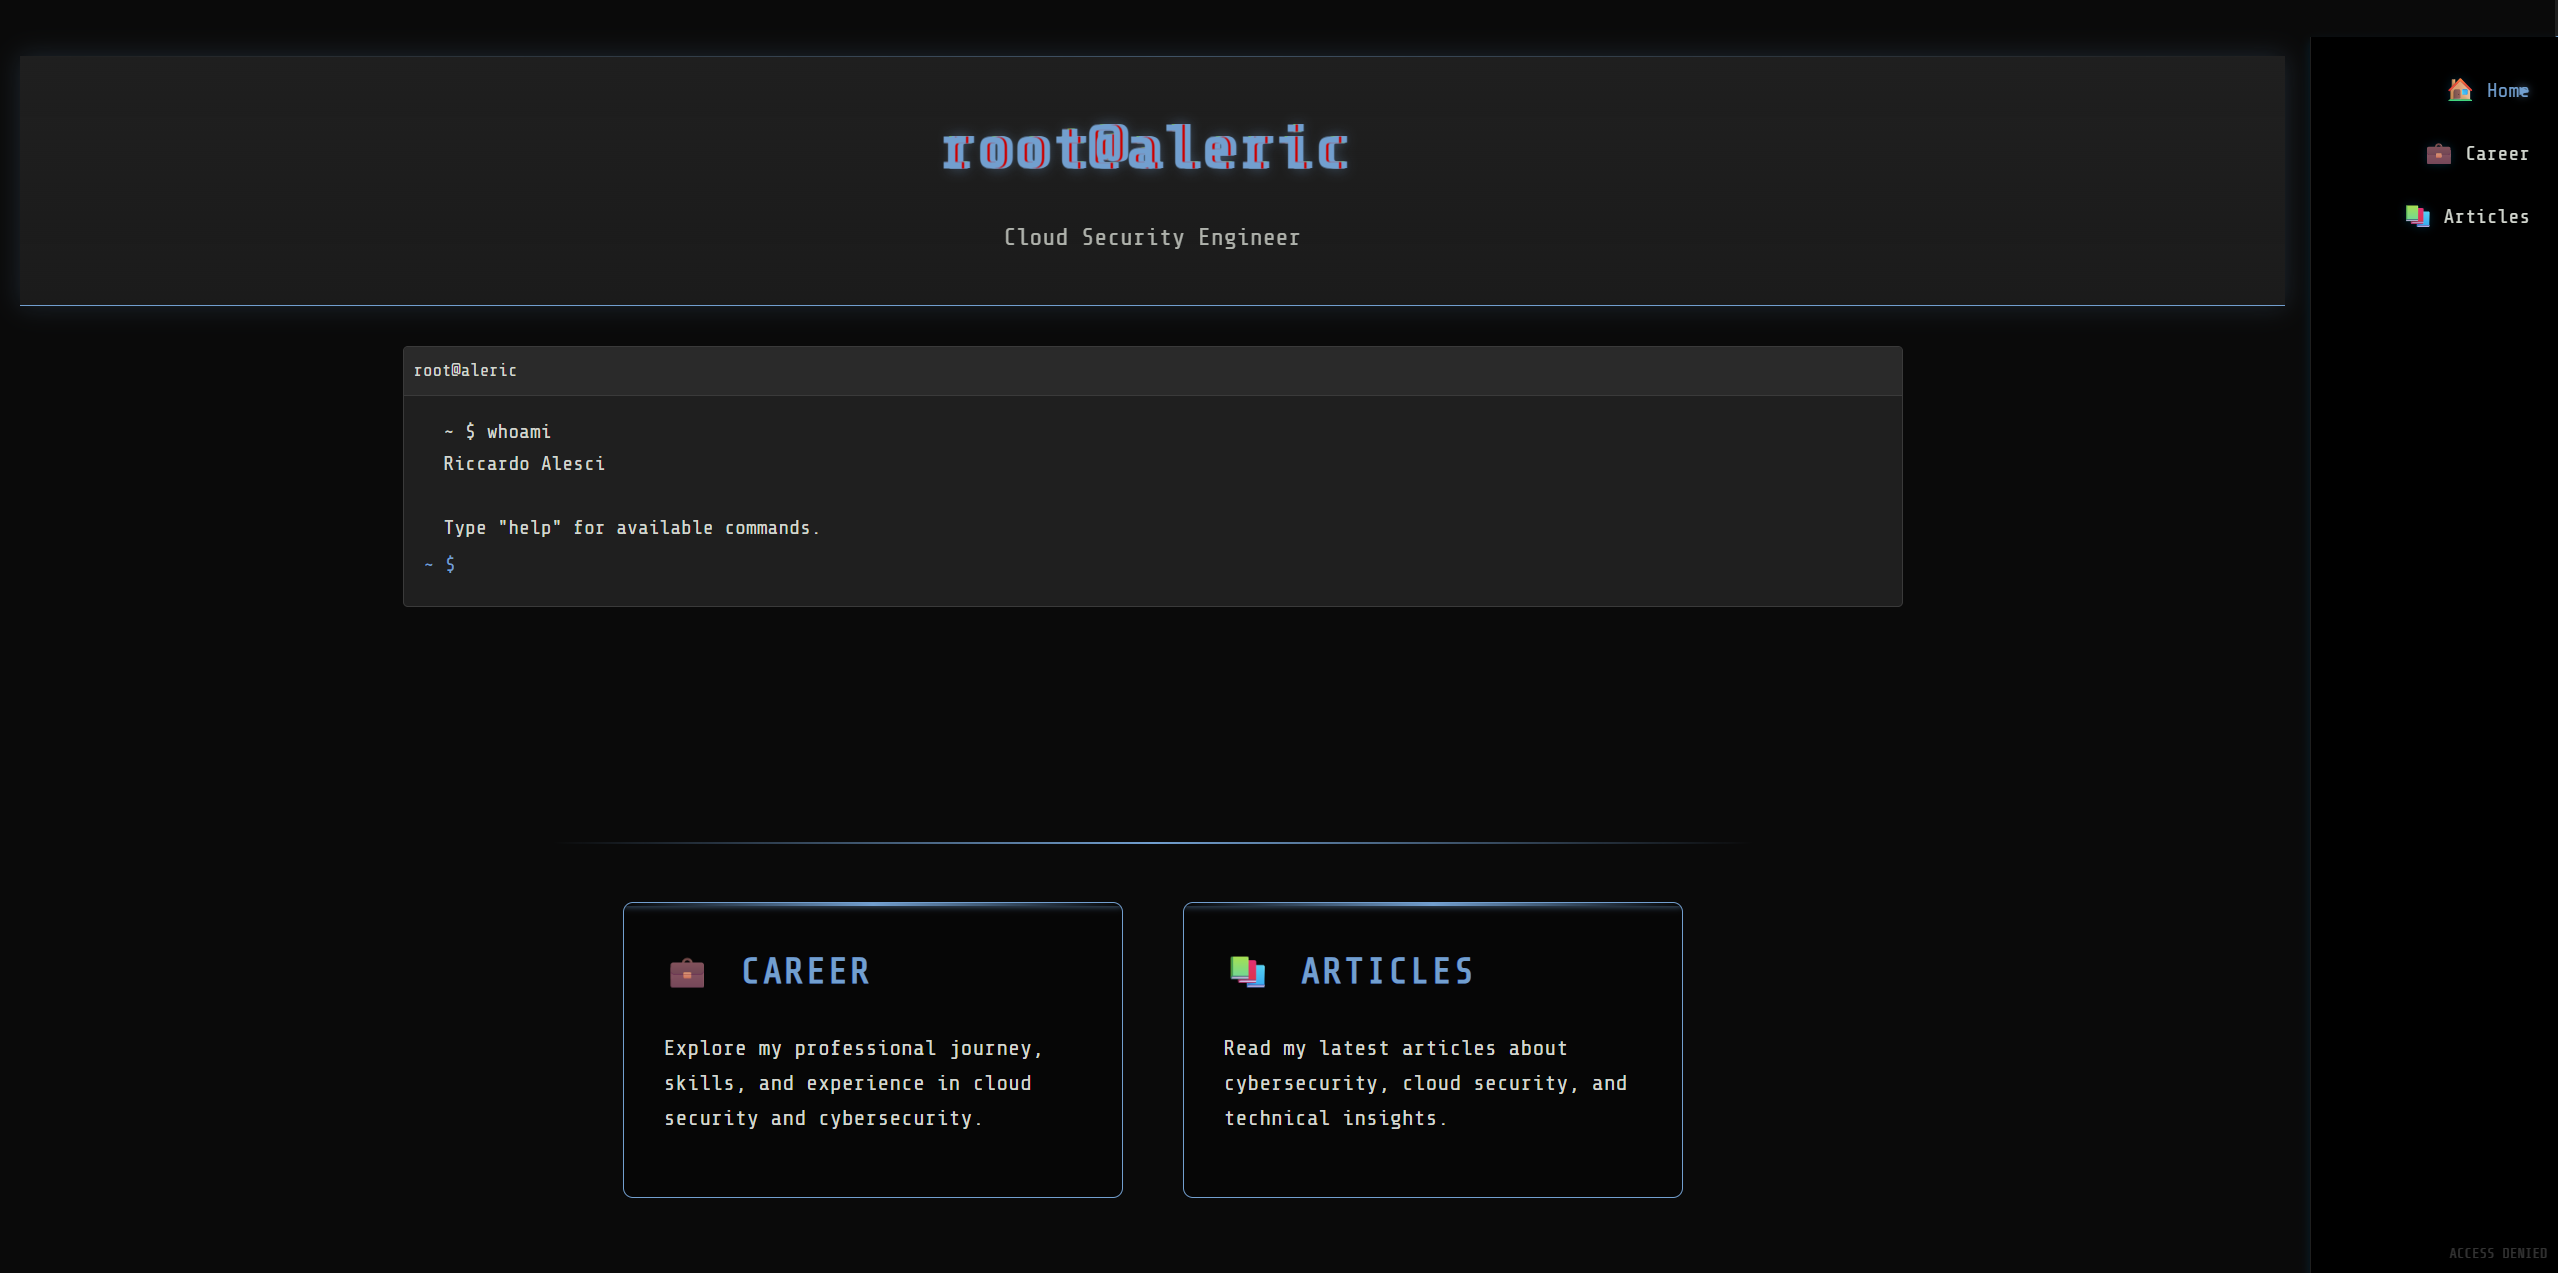 root@aleric
Cloud Security Engineer
Home
Career
Articles
root@aleric
~ $ whoami
Riccardo Alesci
Type "help" for available commands.
~ $
CAREER
Explore my professional journey,
skills, and experience in cloud
security and cybersecurity.
ARTICLES
Read my latest articles about
cybersecurity, cloud security, and
technical insights.
ACCESS DENIED